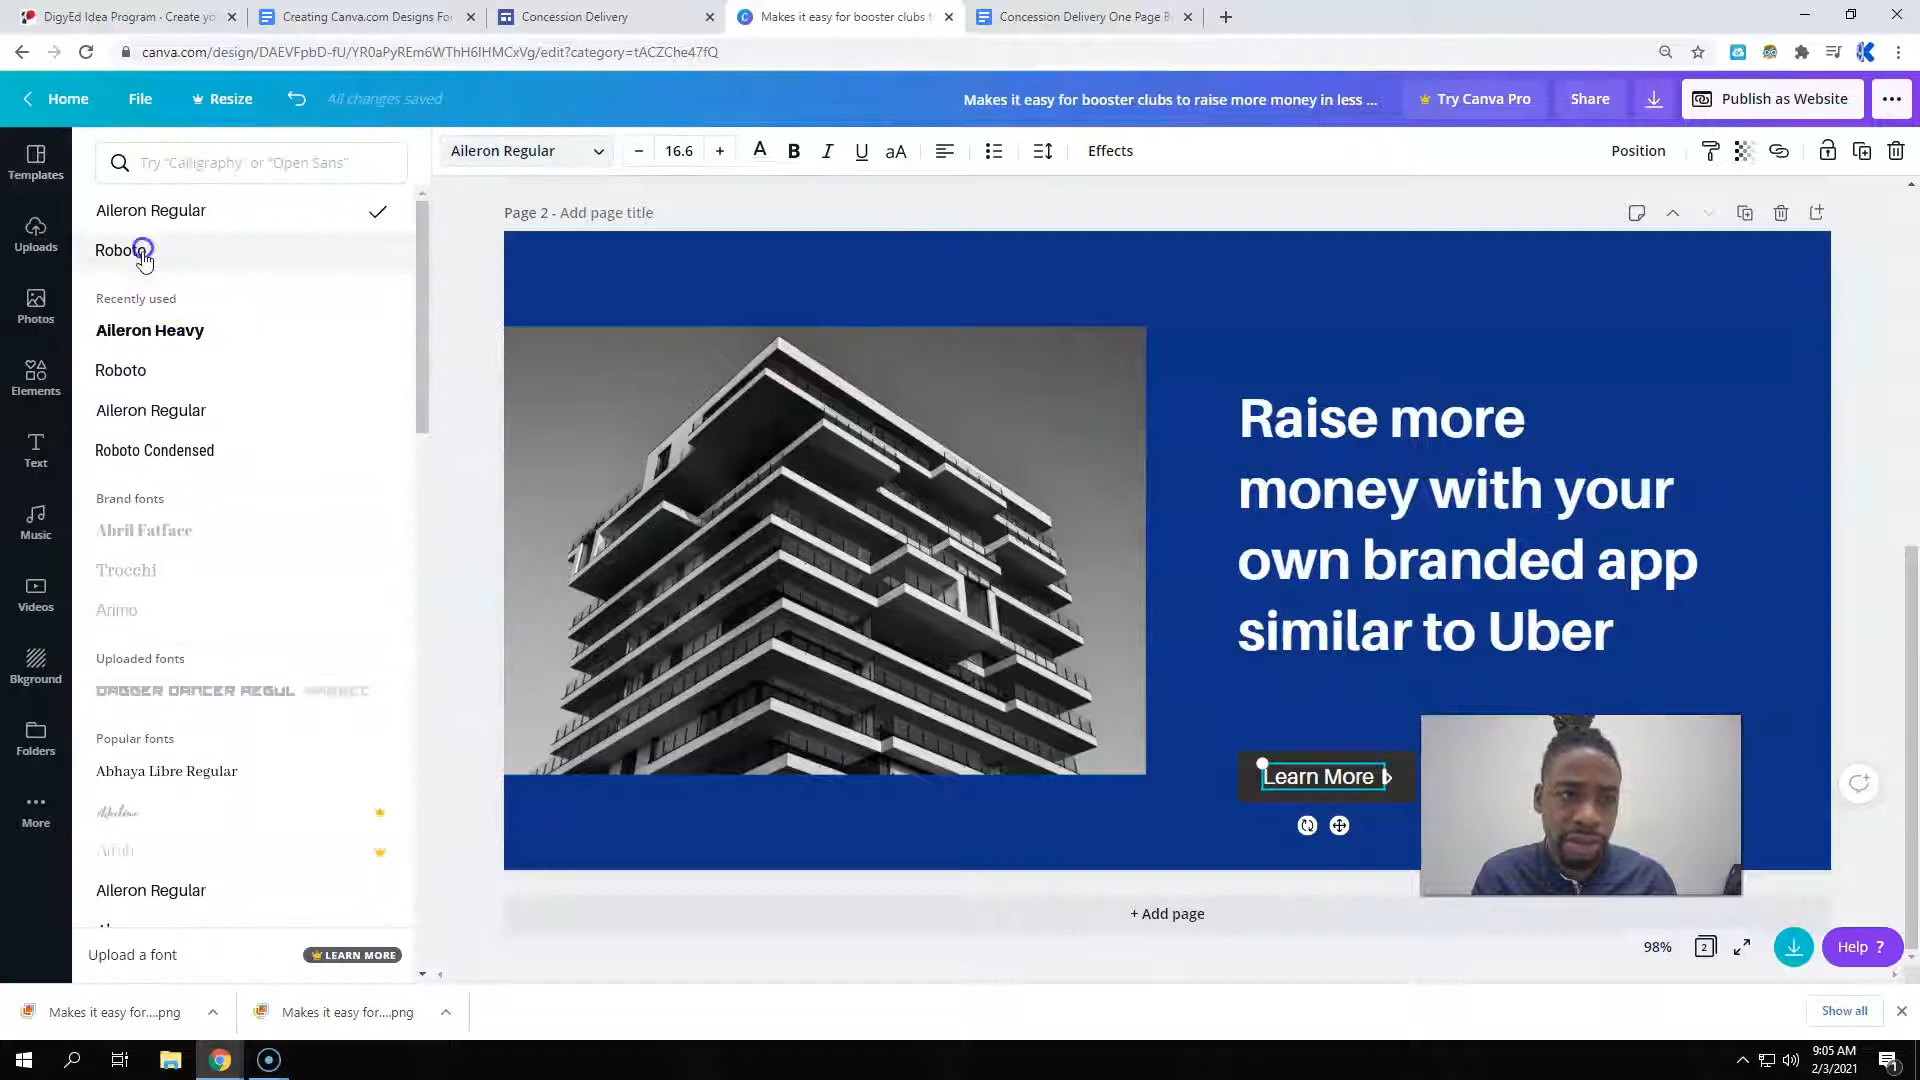 DigyEd Idea Program - Create yo
Creating Canva.com Designs Fo
Concession Delivery
Makes it easy for booster clubs t
Concession Delivery One Page B
canva.com/design/DAEVFpbD-fU/YR0aPyREm6WThH6IHMCxVg/edit?category=tACZChe47fQ
Home
File
Resize
All changes saved
Makes it easy for booster clubs to raise more money in less ...
Try Canva Pro
Share
Publish as Website
Templates
Uploads
Photos
Elements
Text
Music
Videos
Bkground
Folders
More
Try "Calligraphy" or "Open Sans"
Aileron Regular
Roboto
Recently used
Aileron Heavy
Roboto
Aileron Regular
Roboto Condensed
Brand fonts
Abril Fatface
Trocchi
Arimo
Uploaded fonts
DAGGER DANCER REGUL
Popular fonts
Abhaya Libre Regular
Aileron Regular
Upload a font
LEARN MORE
Aileron Regular
16.6
A
B
I
U
aA
Effects
Position
Page 2 - Add page title
Raise more
money with your
own branded app
similar to Uber
Learn More
+ Add page
98%
2
Help ?
Makes it easy for....png
Makes it easy for....png
Show all
9:05 AM
2/3/2021
1